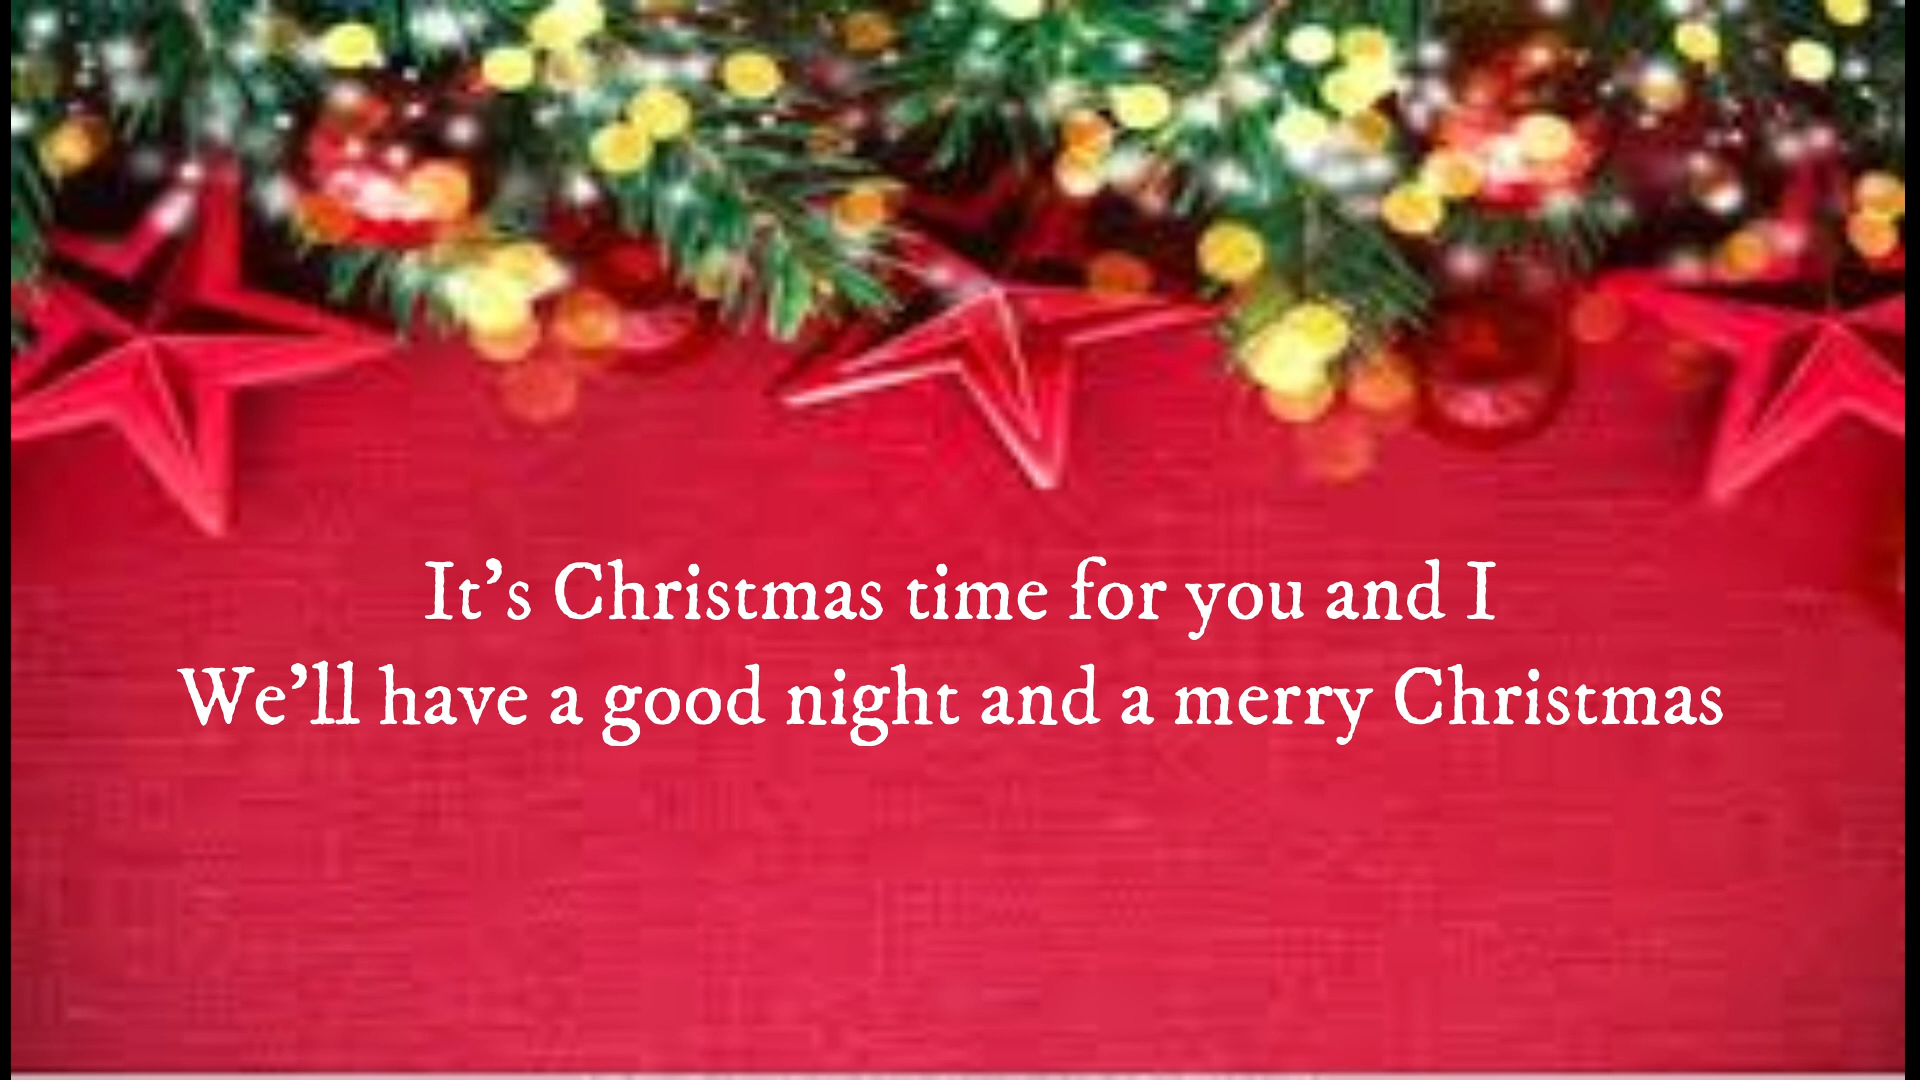 It’s Christmas time for you and I
We’ll have a good night and a merry Christmas